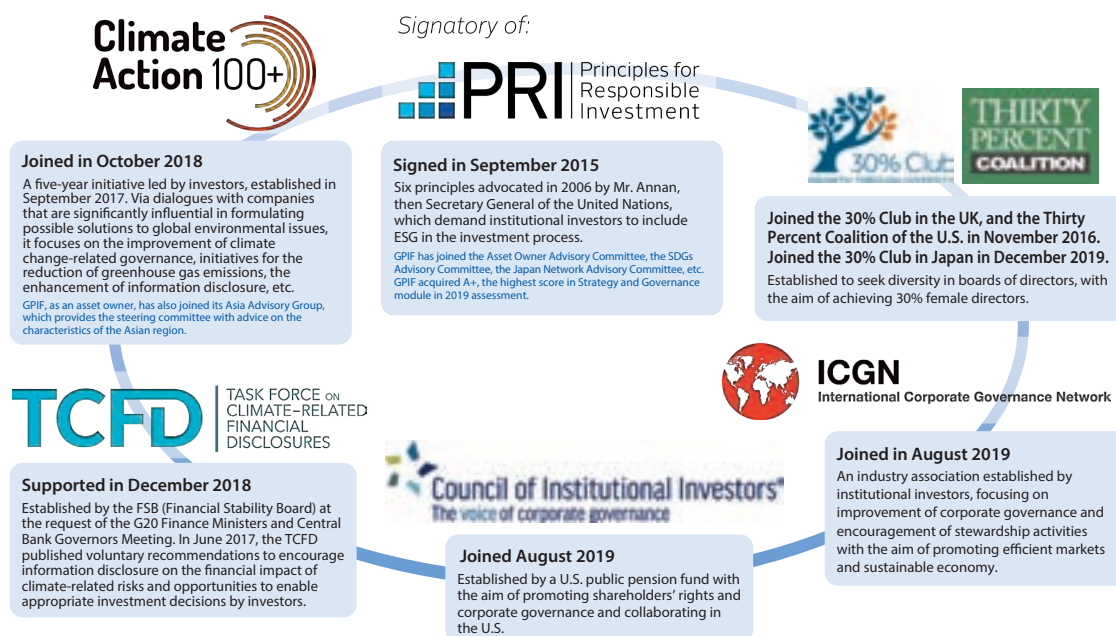 Climate
Action 100+
Joined in October 2018
A five-year initiative led by investors, established in
September 2017. Via dialogues with companies
that are significantly influential in formulating
possible solutions to global environmental issues,
it focuses on the improvement of climate
change-related governance, initiatives for the
reduction of greenhouse gas emissions, the
enhancement of information disclosure, etc.
GPIF, as an asset owner, has also joined its Asia Advisory Group,
which provides the steering committee with advice on the
characteristics of the Asian region.
Signatory of:
PRI
Principles for
Responsible
Investment
Signed in September 2015
Six principles advocated in 2006 by Mr. Annan,
then Secretary General of the United Nations,
which demand institutional investors to include
ESG in the investment process.
GPIF has joined the Asset Owner Advisory Committee, the SDGs
Advisory Committee, the Japan Network Advisory Committee, etc.
GPIF acquired A+, the highest score in Strategy and Governance
module in 2019 assessment.
30% Club
THIRTY
PERCENT
COALITION
Joined the 30% Club in the UK, and the Thirty
Percent Coalition of the U.S. in November 2016.
Joined the 30% Club in Japan in December 2019.
Established to seek diversity in boards of directors, with
the aim of achieving 30% female directors.
TCFD
TASK FORCE ON
CLIMATE-RELATED
FINANCIAL
DISCLOSURES
Supported in December 2018
Established by the FSB (Financial Stability Board) at
the request of the G20 Finance Ministers and Central
Bank Governors Meeting. In June 2017, the TCFD
published voluntary recommendations to encourage
information disclosure on the financial impact of
climate-related risks and opportunities to enable
appropriate investment decisions by investors.
Council of Institutional Investors®
The voice of corporate governance
Joined August 2019
Established by a U.S. public pension fund with
the aim of promoting shareholders' rights and
corporate governance and collaborating in
the U.S.
ICGN
International Corporate Governance Network
Joined in August 2019
An industry association established by
institutional investors, focusing on
improvement of corporate governance and
encouragement of stewardship activities
with the aim of promoting efficient markets
and sustainable economy.